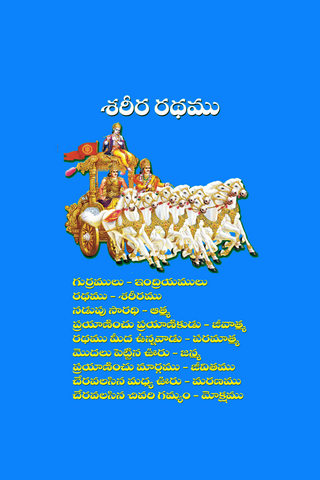 శరీర రథము
గుర్రములు - ఇంద్రియములు
రథము - శరీరము
నడుపు సారథి - ఆత్మ
ప్రయాణించు ప్రయాణికుడు - జీవాత్మ
రథము మీద ఉన్నవాడు - పరమాత్మ
మొదలు పెట్టిన ఊరు - జన్మ
ప్రయాణించు మార్గము - జీవితము
చేరవలసిన మధ్య ఊరు - మరణము
చేరవలసిన చివరి గమ్యం - మోక్షము